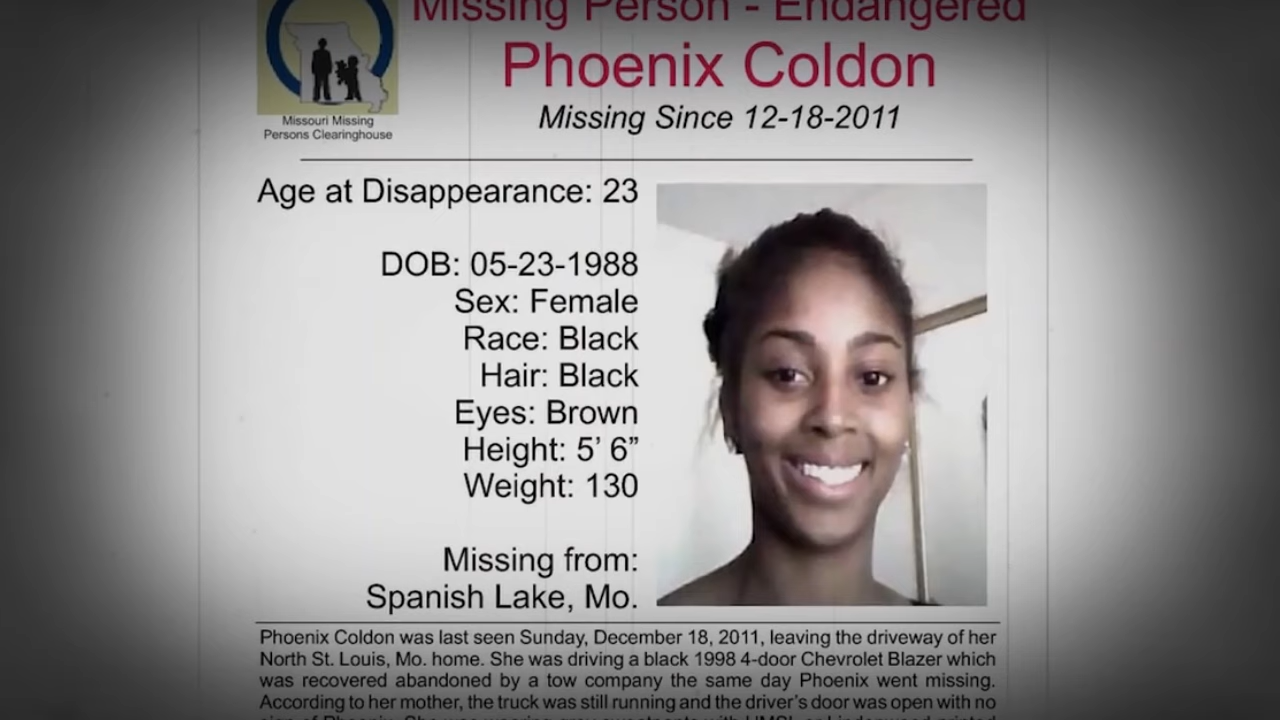 Missing Person - Endangered
Phoenix Coldon
Missing Since 12-18-2011
Missouri Missing
Persons Clearinghouse
Age at Disappearance: 23
DOB: 05-23-1988
Sex: Female
Race: Black
Hair: Black
Eyes: Brown
Height: 5’ 6”
Weight: 130
Missing from:
Spanish Lake, Mo.
Phoenix Coldon was last seen Sunday, December 18, 2011, leaving the driveway of her
North St. Louis, Mo. home. She was driving a black 1998 4-door Chevrolet Blazer which
was recovered abandoned by a tow company the same day Phoenix went missing.
According to her mother, the truck was still running and the driver’s door was open with no